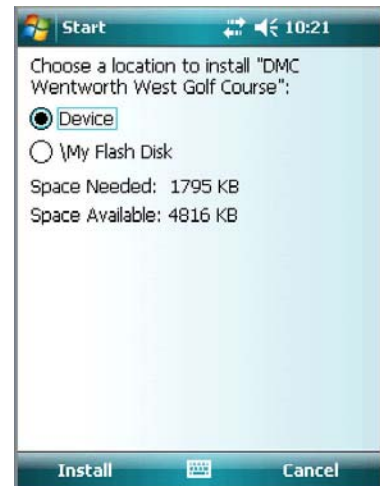 Start 10:21
Choose a location to install "DMC
Wentworth West Golf Course":
Device
\My Flash Disk
Space Needed: 1795 KB
Space Available: 4816 KB
Install Cancel